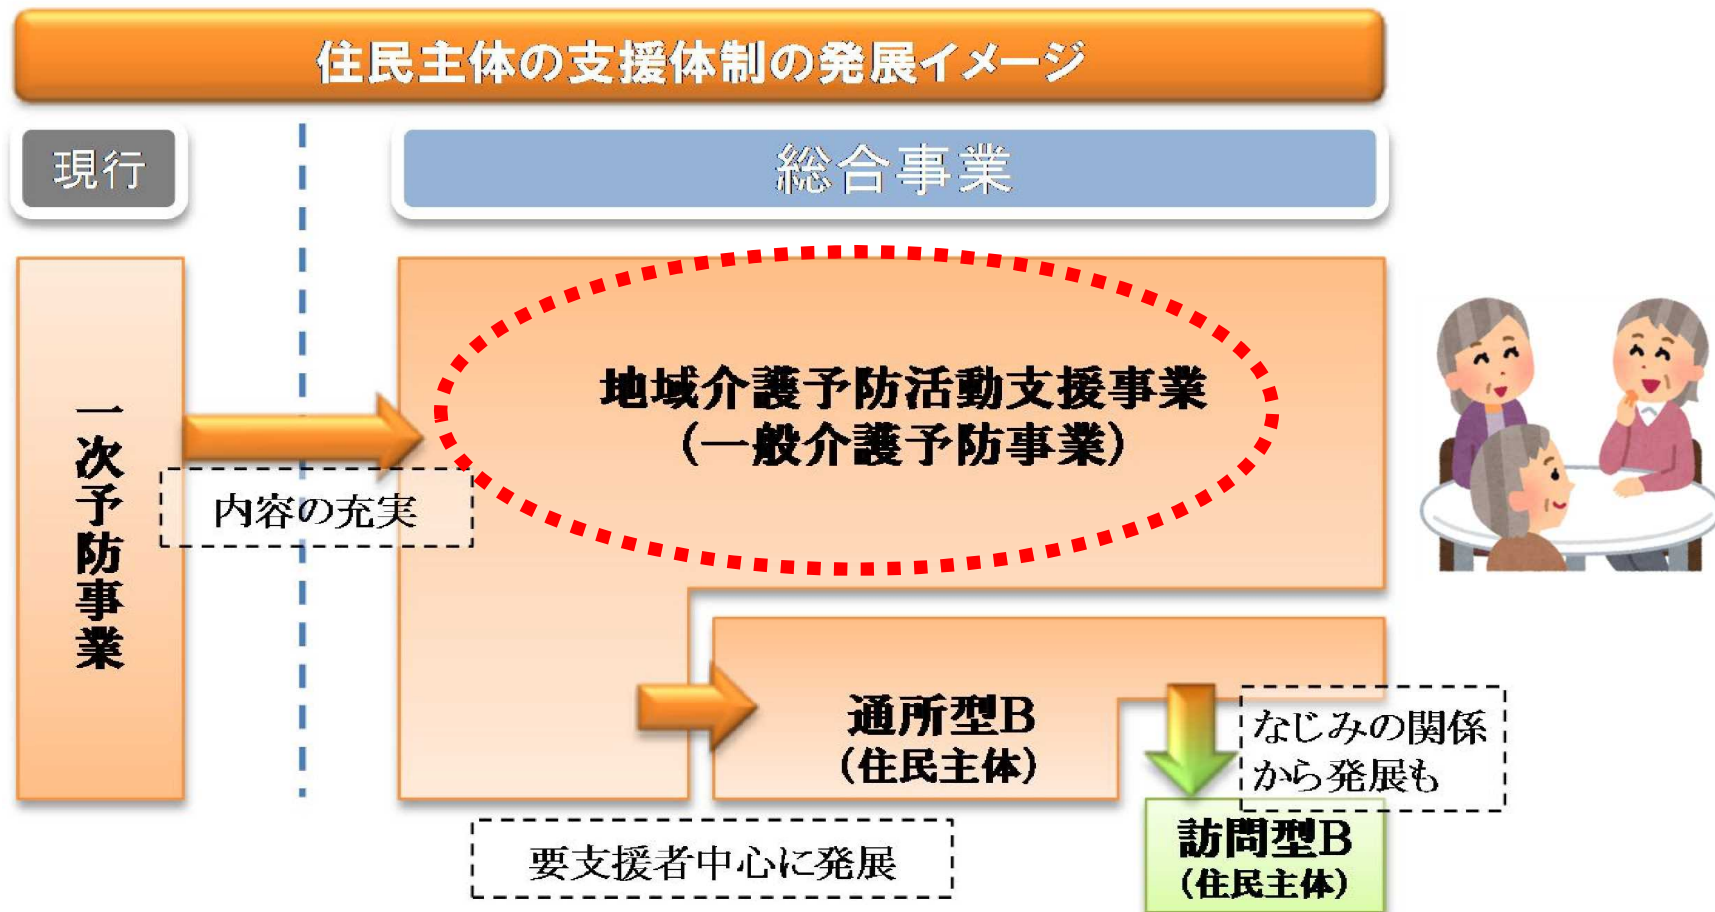 住民主体の支援体制の発展イメージ
現行
総合事業
一次予防事業
内容の充実
地域介護予防活動支援事業
（一般介護予防事業）
通所型B
（住民主体）
なじみの関係
から発展も
要支援者中心に発展
訪問型B
（住民主体）